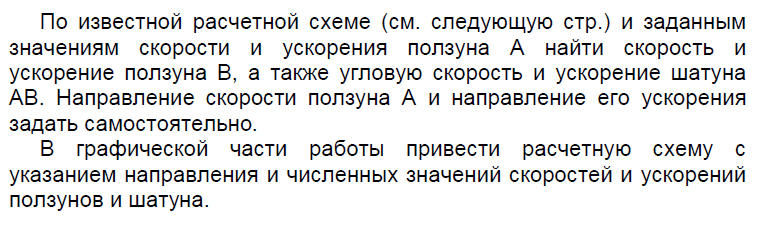 По известной расчетной схеме (см. следующую стр.) и заданным
значениям скорости и ускорения ползуна А найти скорость и
ускорение ползуна В, а также угловую скорость и ускорение шатуна
АВ. Направление скорости ползуна А и направление его ускорения
задать самостоятельно.
В графической части работы привести расчетную схему с
указанием направления и численных значений скоростей и ускорений
ползунов и шатуна.